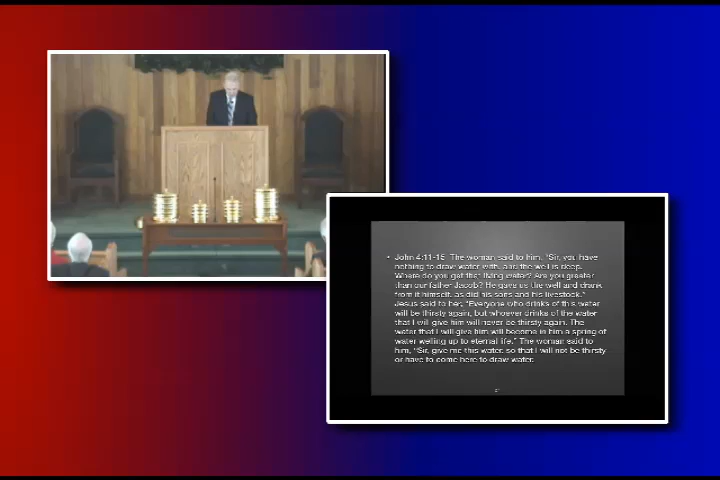 • John 4:11-15  The woman said to him, "Sir, you have
nothing to draw water with, and the well is deep.
Where do you get that living water? Are you greater
than our father Jacob? He gave us the well and drank
from it himself, as did his sons and his livestock."
Jesus said to her, "Everyone who drinks of this water
will be thirsty again, but whoever drinks of the water
that I will give him will never be thirsty again. The
water that I will give him will become in him a spring of
water welling up to eternal life." The woman said to
him, "Sir, give me this water, so that I will not be thirsty
or have to come here to draw water.